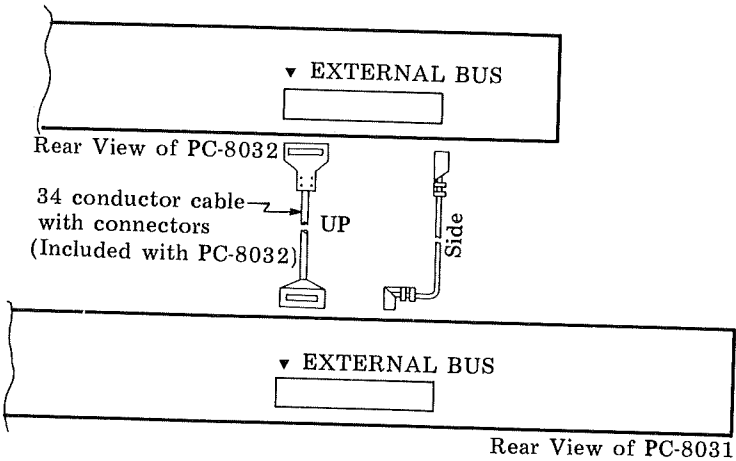 ▼ EXTERNAL BUS
Rear View of PC-8032
34 conductor cable
with connectors
(Included with PC-8032)
UP
Side
▼ EXTERNAL BUS
Rear View of PC-8031